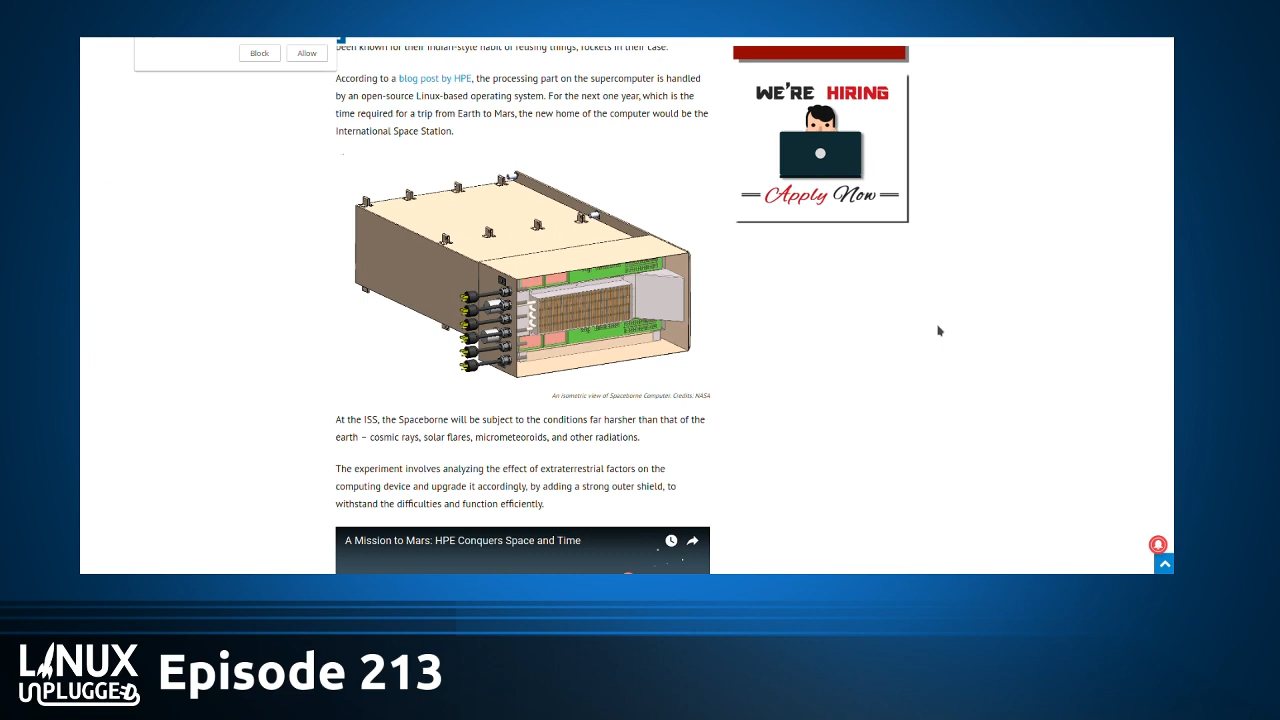 Block
Allow
been known for their Indian-style habit of reusing things, rockets in their case.
According to a blog post by HPE, the processing part on the supercomputer is handled
by an open-source Linux-based operating system. For the next one year, which is the
time required for a trip from Earth to Mars, the new home of the computer would be the
International Space Station.
WE'RE HIRING
Apply Now
An isometric view of Spaceborne Computer. Credits: NASA
At the ISS, the Spaceborne will be subject to the conditions far harsher than that of the
earth – cosmic rays, solar flares, micrometeoroids, and other radiations.
The experiment involves analyzing the effect of extraterrestrial factors on the
computing device and upgrade it accordingly, by adding a strong outer shield, to
withstand the difficulties and function efficiently.
A Mission to Mars: HPE Conquers Space and Time
LINUX
UNPLUGGED
Episode 213